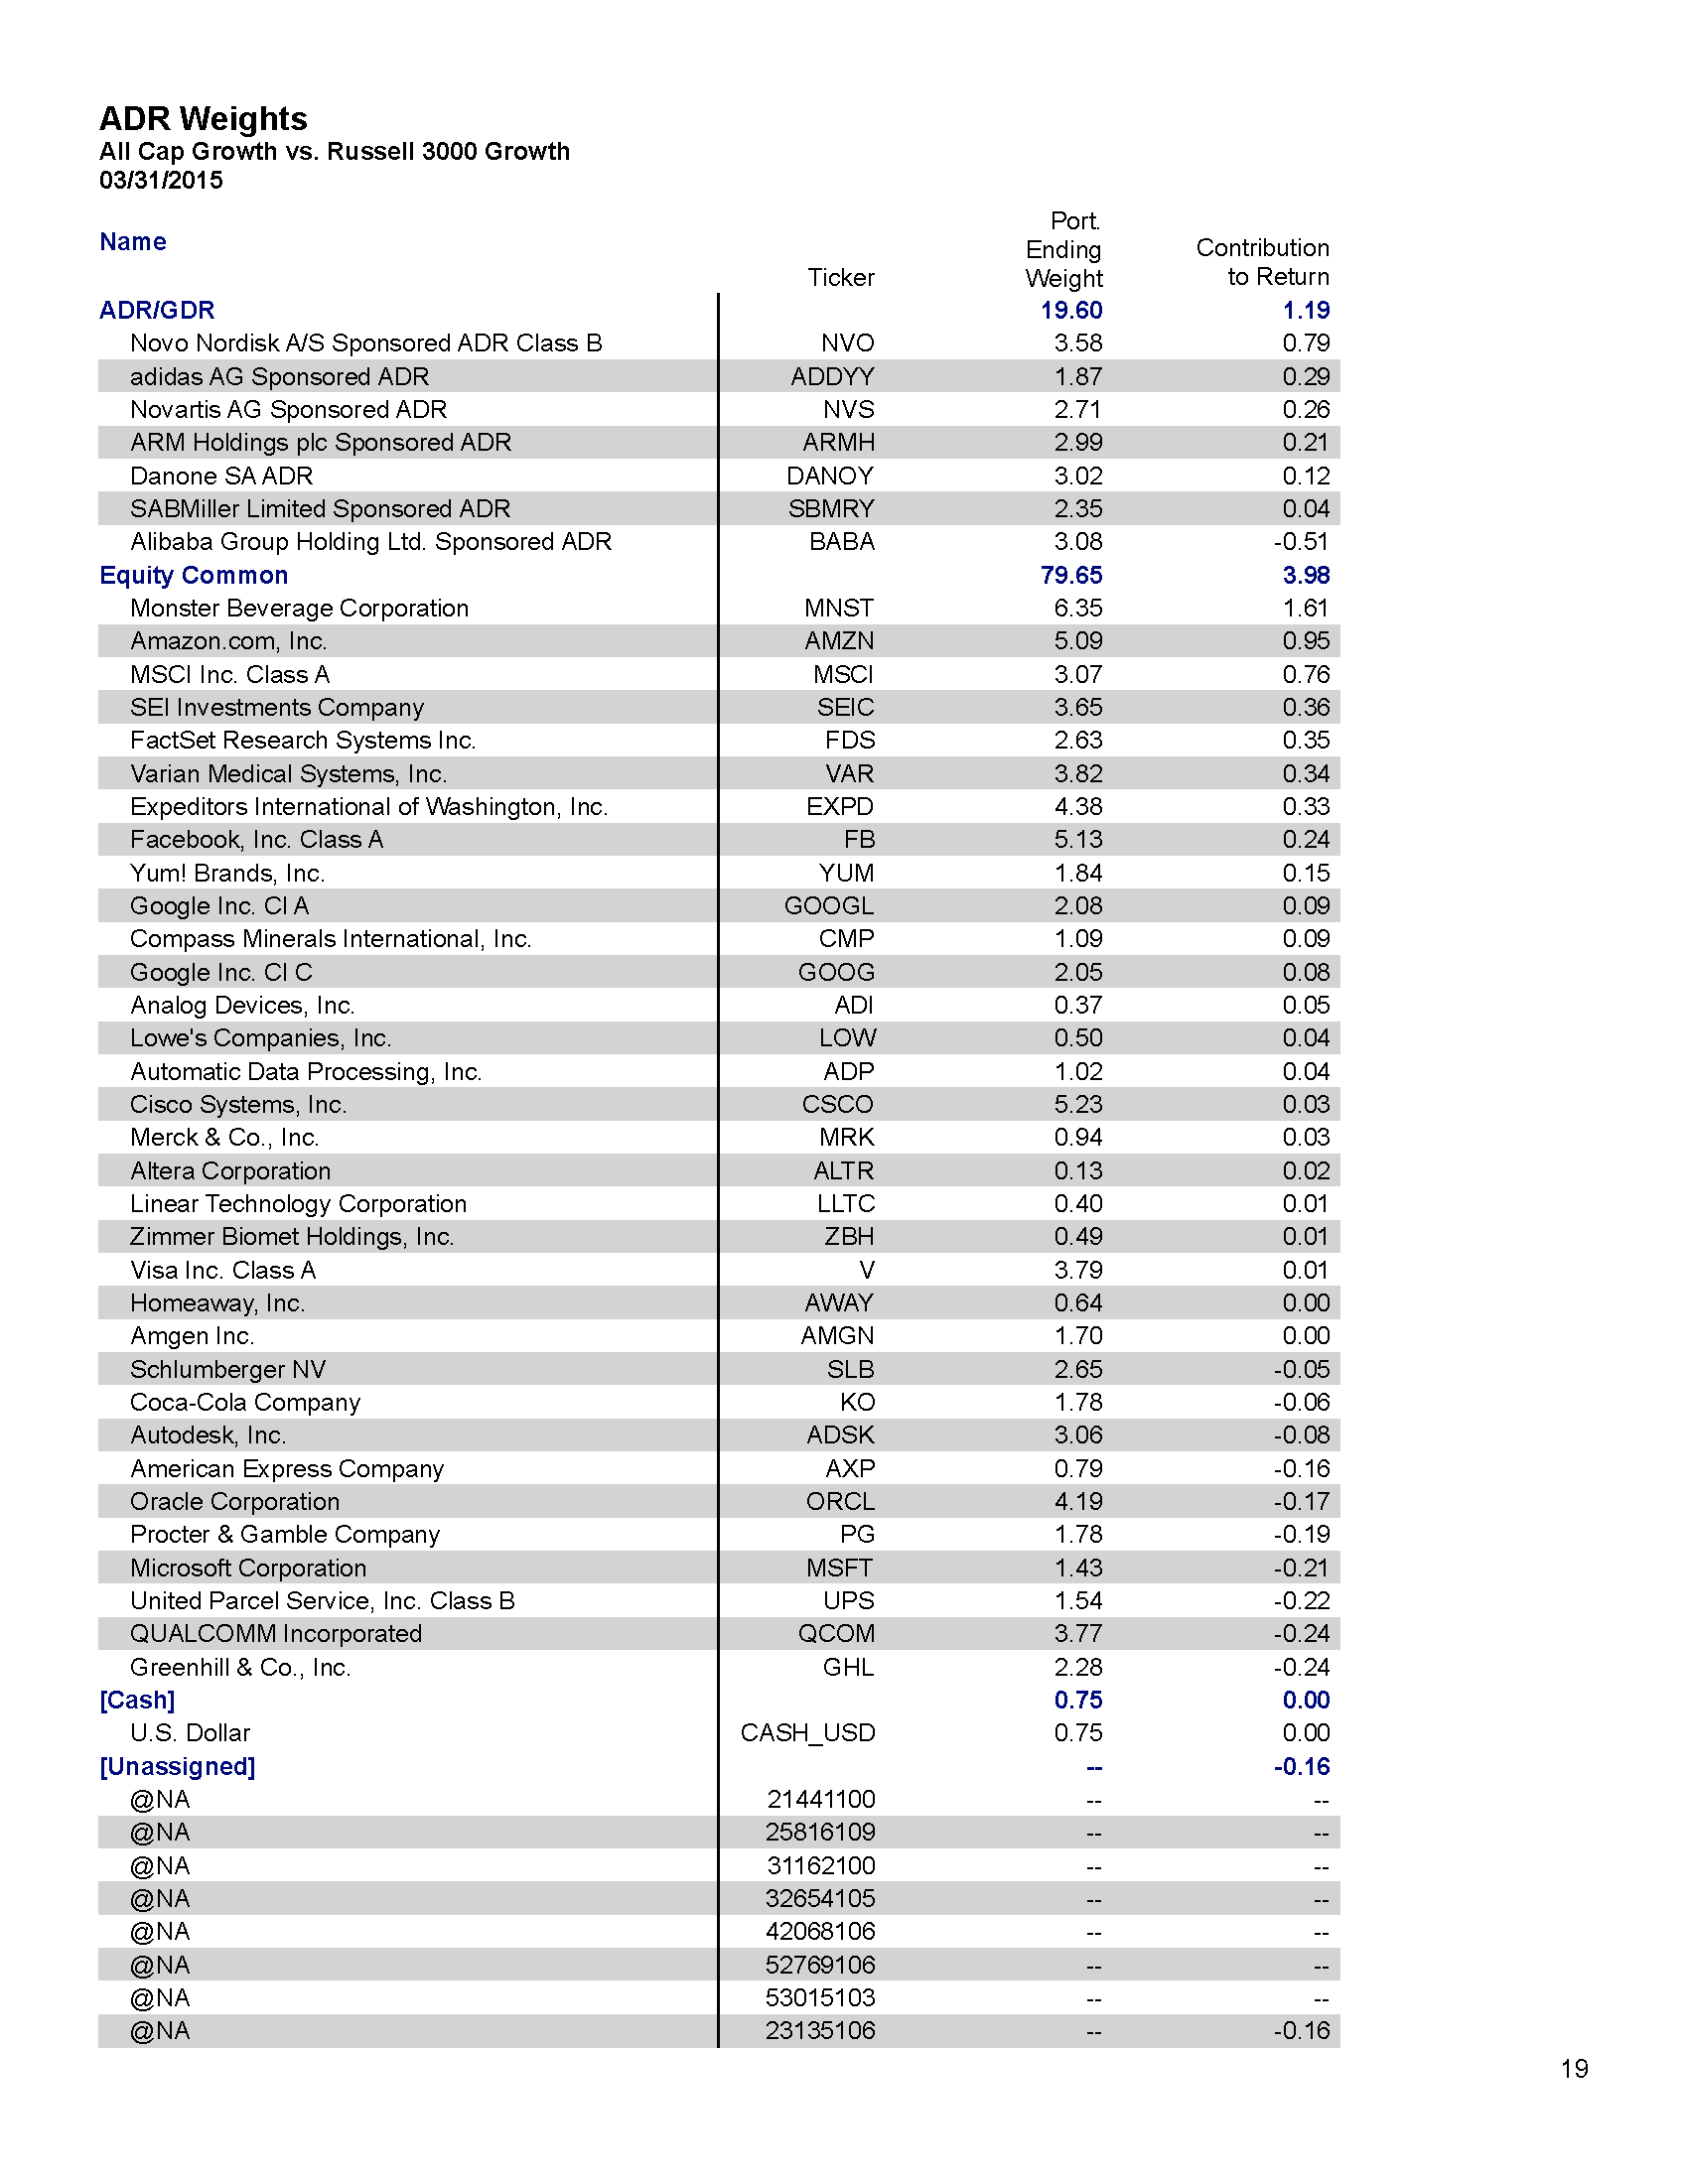 ADR Weights
All Cap Growth vs. Russell 3000 Growth
03/31/2015
Name Ticker Port. Ending Weight Contribution to Return
ADR/GDR 19.60 1.19
Novo Nordisk A/S Sponsored ADR Class B NVO 3.58 0.79
adidas AG Sponsored ADR ADDYY 1.87 0.29
Novartis AG Sponsored ADR NVS 2.71 0.26
ARM Holdings plc Sponsored ADR ARMH 2.99 0.21
Danone SA ADR DANOY 3.02 0.12
SABMiller Limited Sponsored ADR SBMRY 2.35 0.04
Alibaba Group Holding Ltd. Sponsored ADR BABA 3.08 -0.51
Equity Common 79.65 3.98
Monster Beverage Corporation MNST 6.35 1.61
Amazon.com, Inc. AMZN 5.09 0.95
MSCI Inc. Class A MSCI 3.07 0.76
SEI Investments Company SEIC 3.65 0.36
FactSet Research Systems Inc. FDS 2.63 0.35
Varian Medical Systems, Inc. VAR 3.82 0.34
Expeditors International of Washington, Inc. EXPD 4.38 0.33
Facebook, Inc. Class A FB 5.13 0.24
Yum! Brands, Inc. YUM 1.84 0.15
Google Inc. Cl A GOOGL 2.08 0.09
Compass Minerals International, Inc. CMP 1.09 0.09
Google Inc. Cl C GOOG 2.05 0.08
Analog Devices, Inc. ADI 0.37 0.05
Lowe's Companies, Inc. LOW 0.50 0.04
Automatic Data Processing, Inc. ADP 1.02 0.04
Cisco Systems, Inc. CSCO 5.23 0.03
Merck & Co., Inc. MRK 0.94 0.03
Altera Corporation ALTR 0.13 0.02
Linear Technology Corporation LLTC 0.40 0.01
Zimmer Biomet Holdings, Inc. ZBH 0.49 0.01
Visa Inc. Class A V 3.79 0.01
Homeaway, Inc. AWAY 0.64 0.00
Amgen Inc. AMGN 1.70 0.00
Schlumberger NV SLB 2.65 -0.05
Coca-Cola Company KO 1.78 -0.06
Autodesk, Inc. ADSK 3.06 -0.08
American Express Company AXP 0.79 -0.16
Oracle Corporation ORCL 4.19 -0.17
Procter & Gamble Company PG 1.78 -0.19
Microsoft Corporation MSFT 1.43 -0.21
United Parcel Service, Inc. Class B UPS 1.54 -0.22
QUALCOMM Incorporated QCOM 3.77 -0.24
Greenhill & Co., Inc. GHL 2.28 -0.24
[Cash] 0.75 0.00
U.S. Dollar CASH_USD 0.75 0.00
[Unassigned] -- -0.16
@NA 21441100 -- --
@NA 25816109 -- --
@NA 31162100 -- --
@NA 32654105 -- --
@NA 42068106 -- --
@NA 52769106 -- --
@NA 53015103 -- --
@NA 23135106 -- -0.16
19